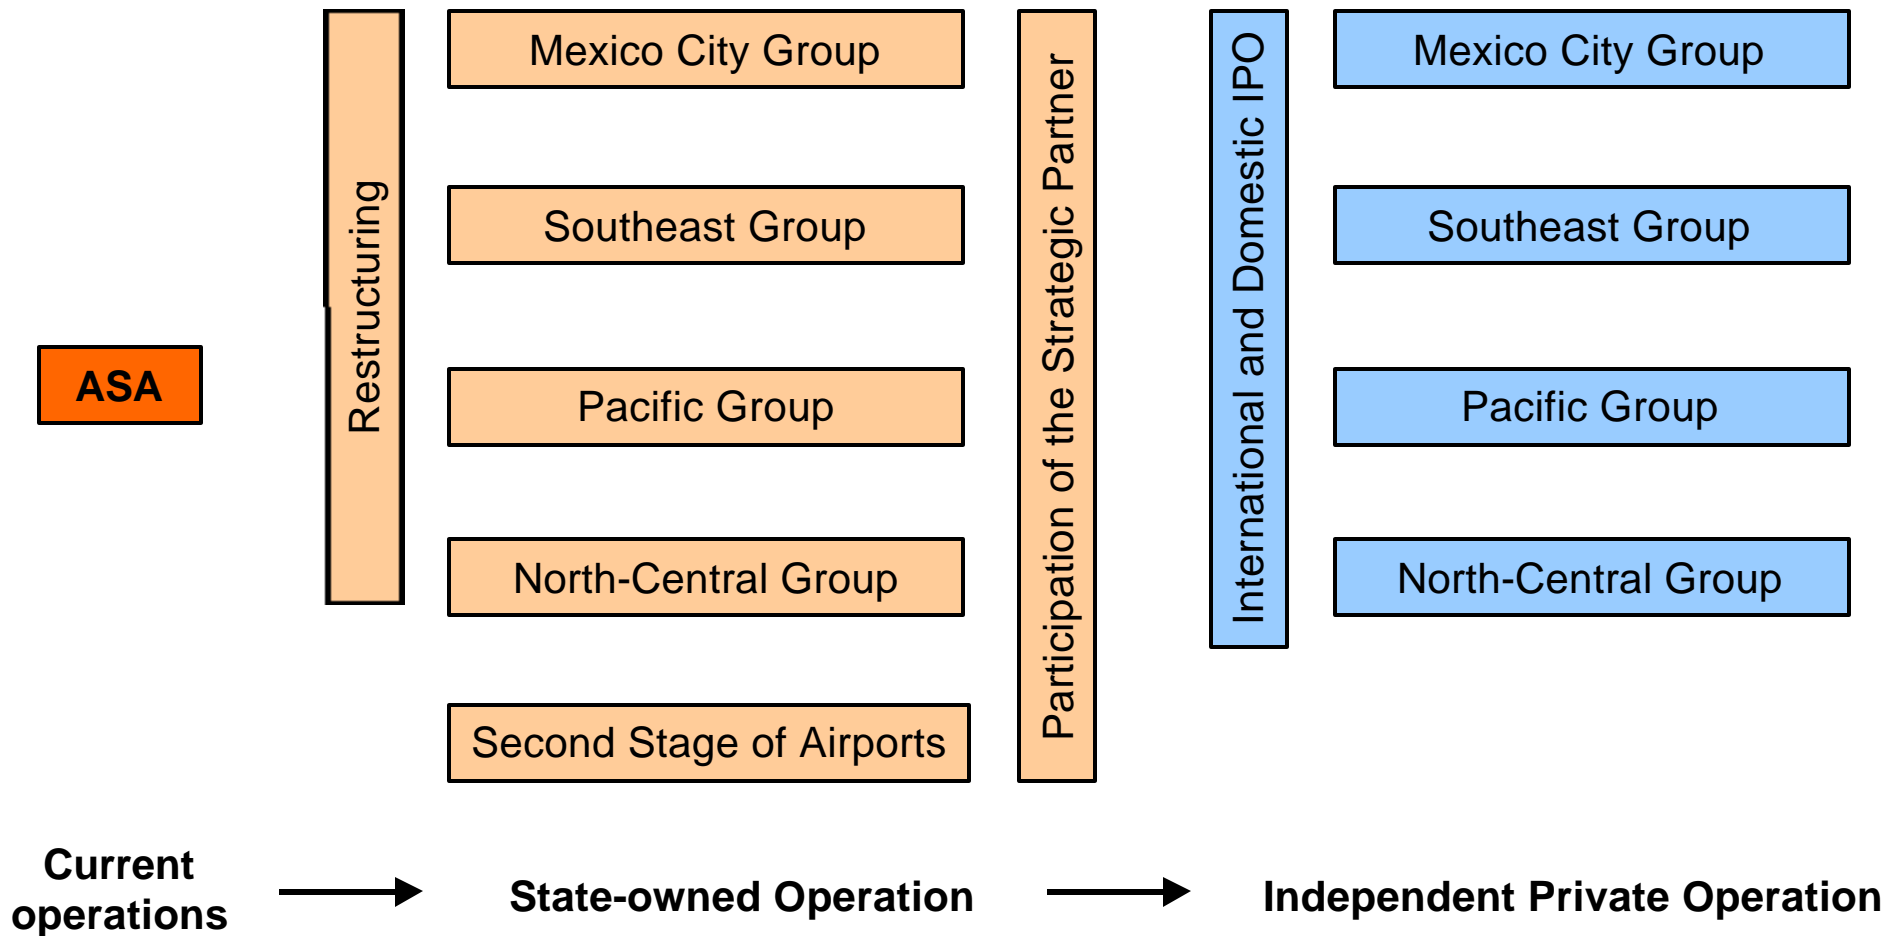 ASA
Restructuring
Mexico City Group
Southeast Group
Pacific Group
North-Central Group
Second Stage of Airports
Participation of the Strategic Partner
International and Domestic IPO
Mexico City Group
Southeast Group
Pacific Group
North-Central Group
Current
operations
State-owned Operation
Independent Private Operation